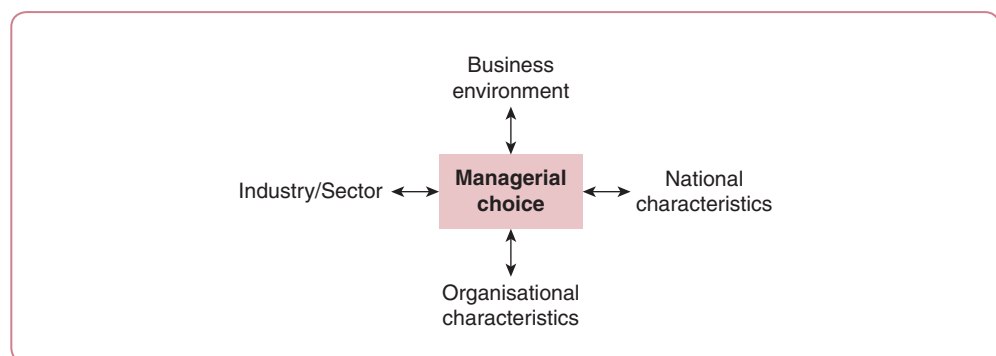 Business
environment
Industry/Sector
Managerial
choice
National
characteristics
Organisational
characteristics